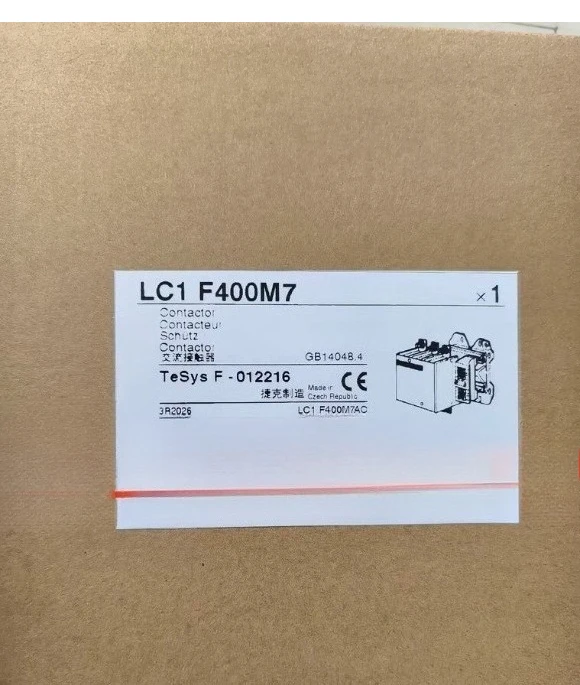 LC1 F400M7 ×1
Contactor
Contacteur
Schütz
Contactor
交流接触器 GB14048.4
TeSys F - 012216
捷克制造 Made in Czech Republic CE
3R2026 LC1 F400M7AC